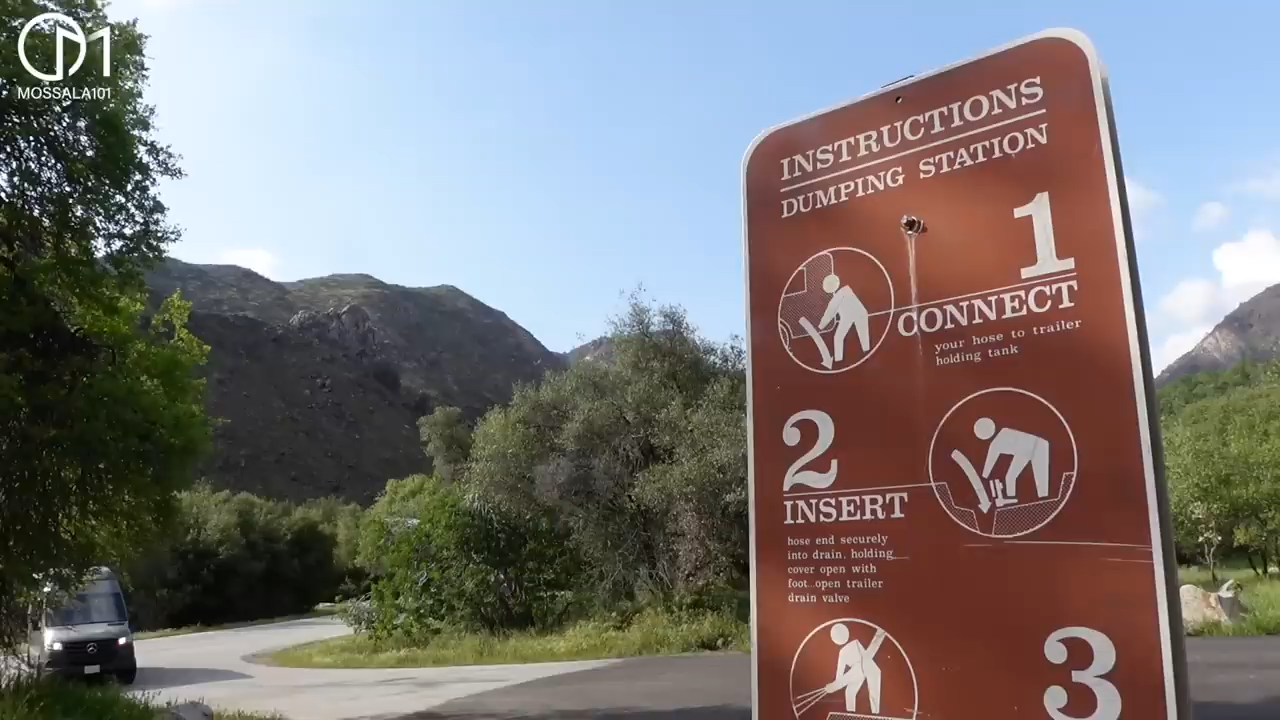 MOSSALA101
INSTRUCTIONS
DUMPING STATION
1
CONNECT
your hose to trailer
holding tank
2
INSERT
hose end securely
into drain, holding
cover open with
foot...open trailer
drain valve
3